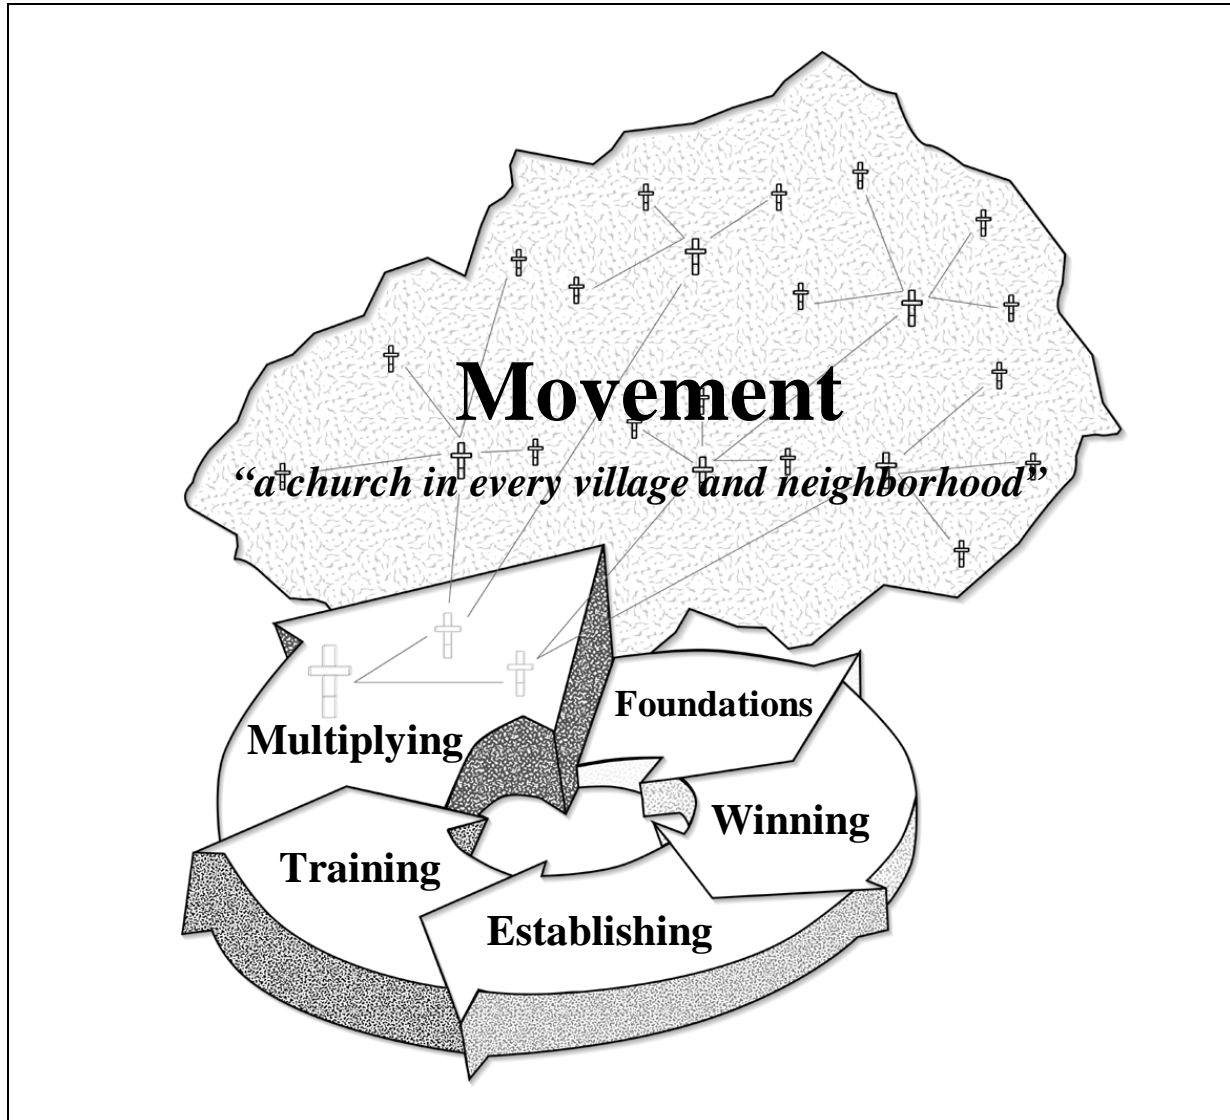 Movement
“a church in every village and neighborhood”
Foundations
Multiplying
Winning
Training
Establishing